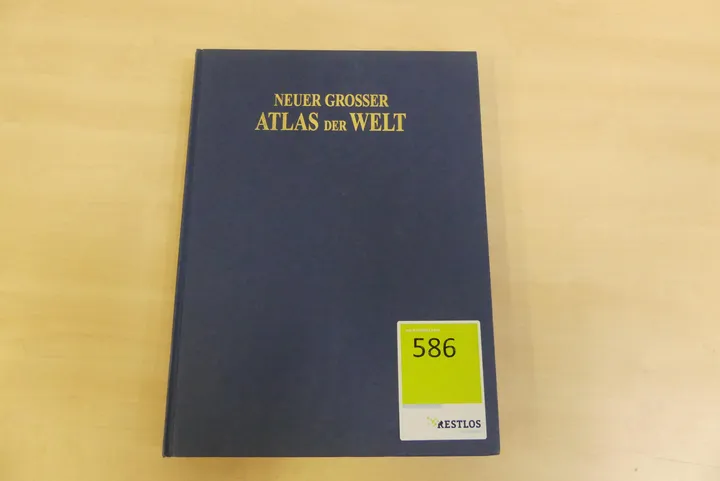 NEUER GROSSER
ATLAS DER WELT
586
RESTLOS